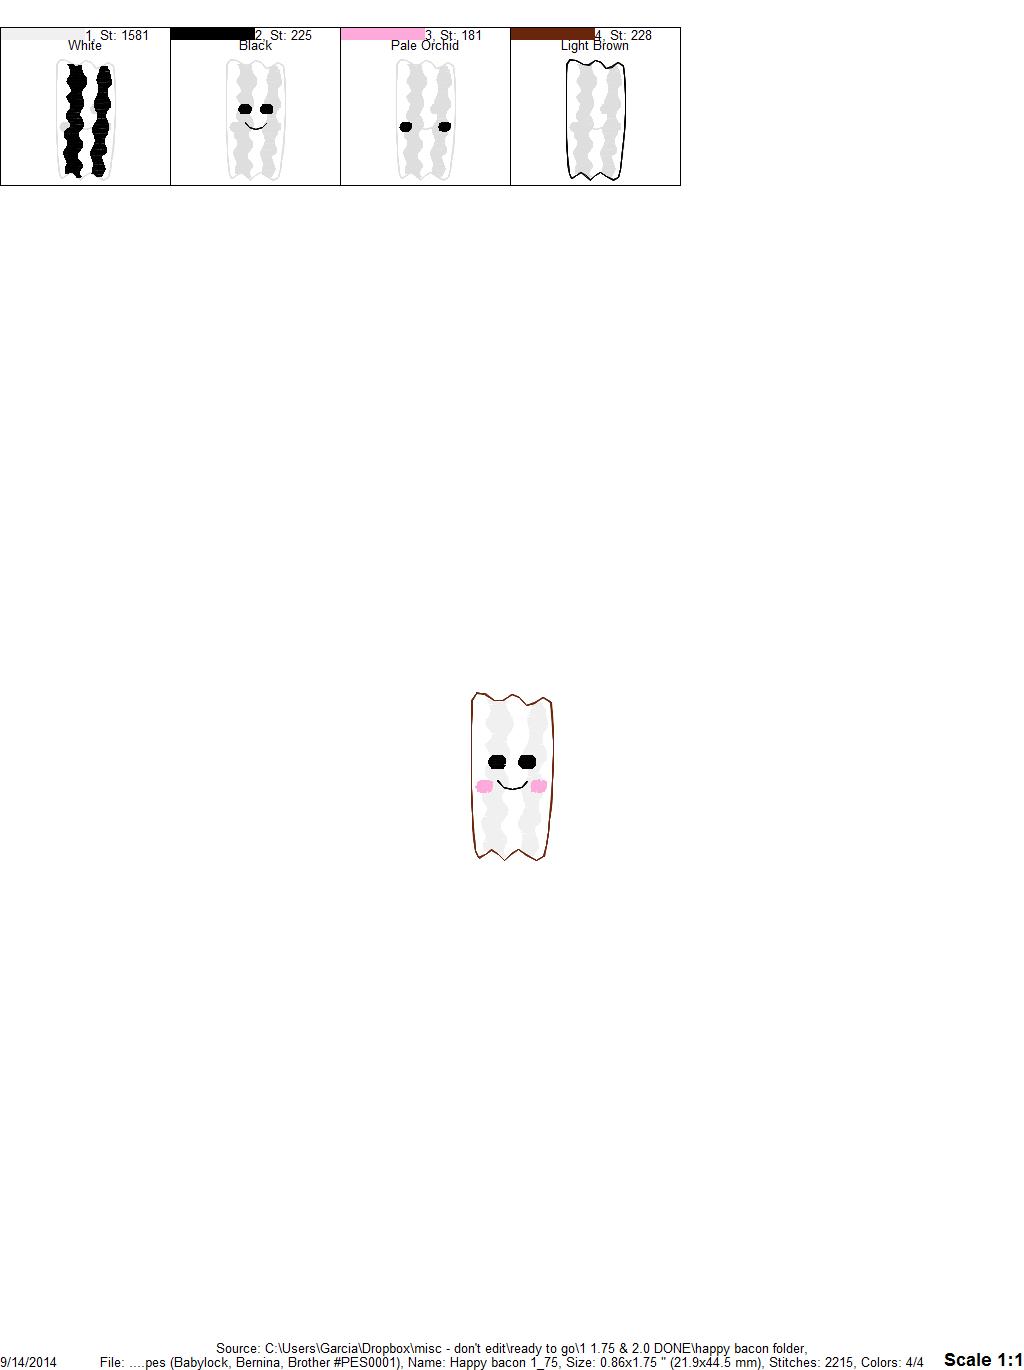 1, St: 1581
White
2, St: 225
Black
3, St: 181
Pale Orchid
4, St: 228
Light Brown
Source: C:\Users\Garcia\Dropbox\misc - don't edit\ready to go\1 1.75 & 2.0 DONE\happy bacon folder,
9/14/2014 File: ....pes (Babylock, Bernina, Brother #PES0001), Name: Happy bacon 1_75, Size: 0.86x1.75 " (21.9x44.5 mm), Stitches: 2215, Colors: 4/4 Scale 1:1